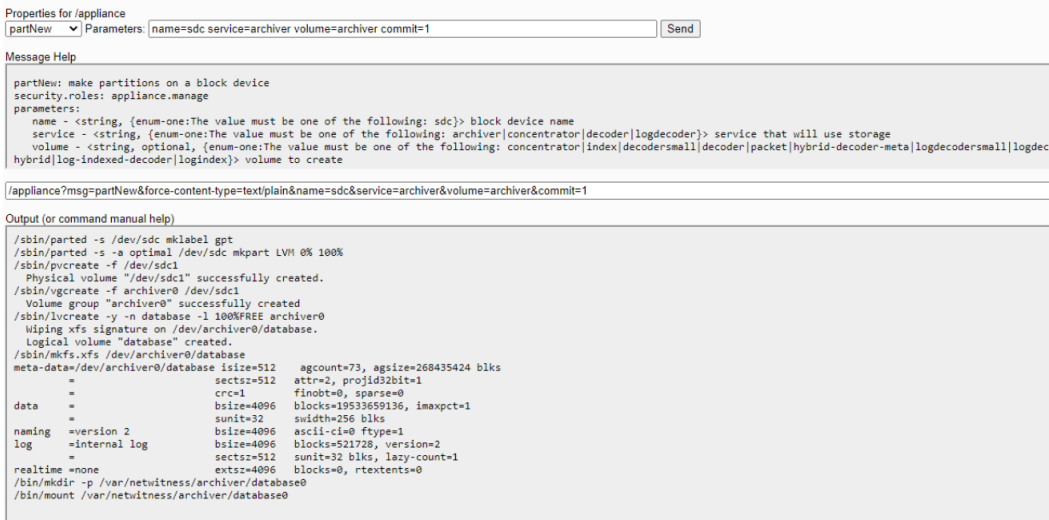 Properties for /appliance
partNew Parameters: name=sdc service=archiver volume=archiver commit=1 Send
Message Help
partNew: make partitions on a block device
security.roles: appliance.manage
parameters:
name - <string, {enum-one:The value must be one of the following: sdc}> block device name
service - <string, {enum-one:The value must be one of the following: archiver|concentrator|decoder|logdecoder}> service that will use storage
volume - <string, optional, {enum-one:The value must be one of the following: concentrator|index|decodersmall|decoder|packet|hybrid-decoder-meta|logdecodersmall|logdec
hybrid|log-indexed-decoder|logindex}> volume to create
/appliance?msg=partNew&force-content-type=text/plain&name=sdc&service=archiver&volume=archiver&commit=1
Output (or command manual help)
/sbin/parted -s /dev/sdc mklabel gpt
/sbin/parted -s -a optimal /dev/sdc mkpart LVM 0% 100%
/sbin/pvcreate -f /dev/sdc1
Physical volume "/dev/sdc1" successfully created.
/sbin/vgcreate -f archiver0 /dev/sdc1
Volume group "archiver0" successfully created
/sbin/lvcreate -y -n database -l 100%FREE archiver0
Wiping xfs signature on /dev/archiver0/database.
Logical volume "database" created.
/sbin/mkfs.xfs /dev/archiver0/database
meta-data=/dev/archiver0/database isize=512 agcount=73, agsize=268435424 blks
= sectsz=512 attr=2, projid32bit=1
= crc=1 finobt=0, sparse=0
data = bsize=4096 blocks=19533659136, imaxpct=1
= sunit=32 swidth=256 blks
naming =version 2 bsize=4096 ascii-ci=0 ftype=1
log =internal log bsize=4096 blocks=521728, version=2
= sectsz=512 sunit=32 blks, lazy-count=1
realtime =none extsz=4096 blocks=0, rtextents=0
/bin/mkdir -p /var/netwitness/archiver/database0
/bin/mount /var/netwitness/archiver/database0